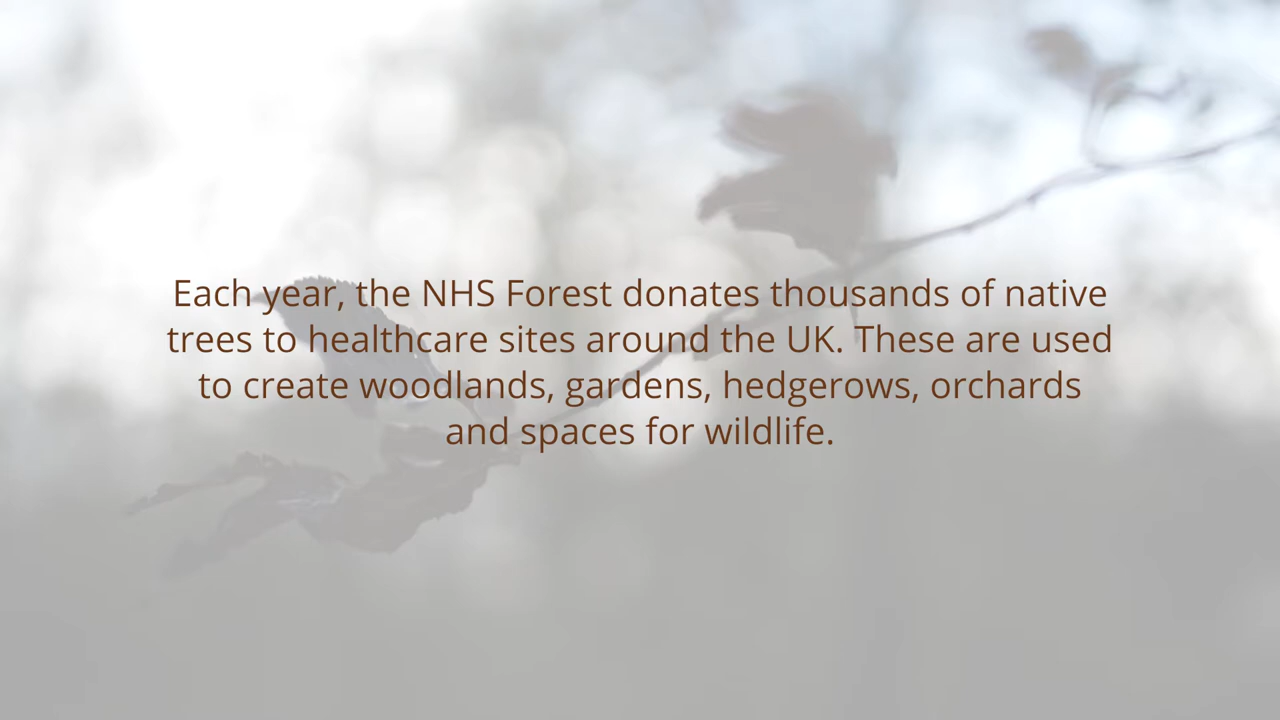 Each year, the NHS Forest donates thousands of native
trees to healthcare sites around the UK. These are used
to create woodlands, gardens, hedgerows, orchards
and spaces for wildlife.